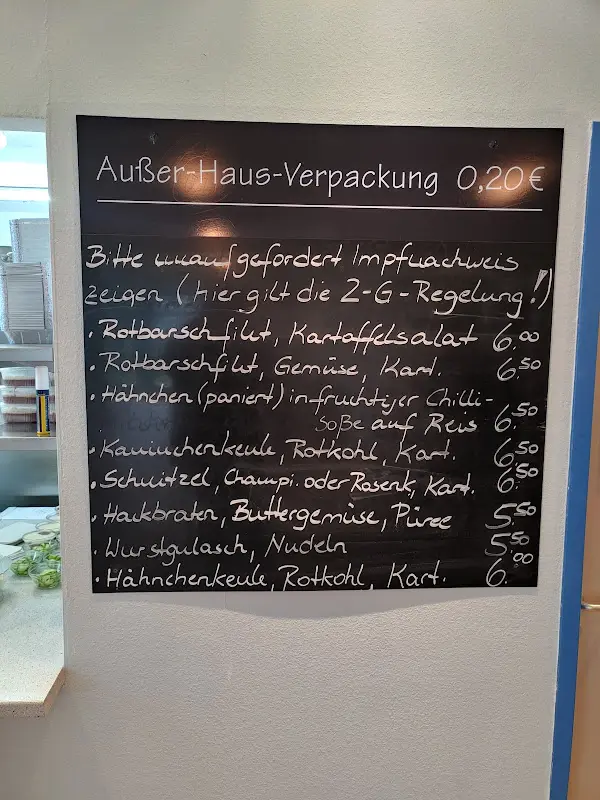 Außer-Haus-Verpackung 0,20€
Bitte unaufgefordert Impfnachweis
zeigen (hier gilt die 2-G-Regelung!)
• Rotbarschfilet, Kartoffelsalat 6.00
• Rotbarschfilet, Gemüse, Kart. 6.50
• Hähnchen (paniert) in fruchtiger Chilli-
soße auf Reis 6.50
• Kaninchenkeule, Rotkohl, Kart. 6.50
• Schnitzel, Champi. oder Rosenk, Kart. 6.50
• Hackbraten, Buttergemüse, Püree 5.50
• Wurstgulasch, Nudeln 5.50
• Hähnchenkeule, Rotkohl, Kart. 6.00